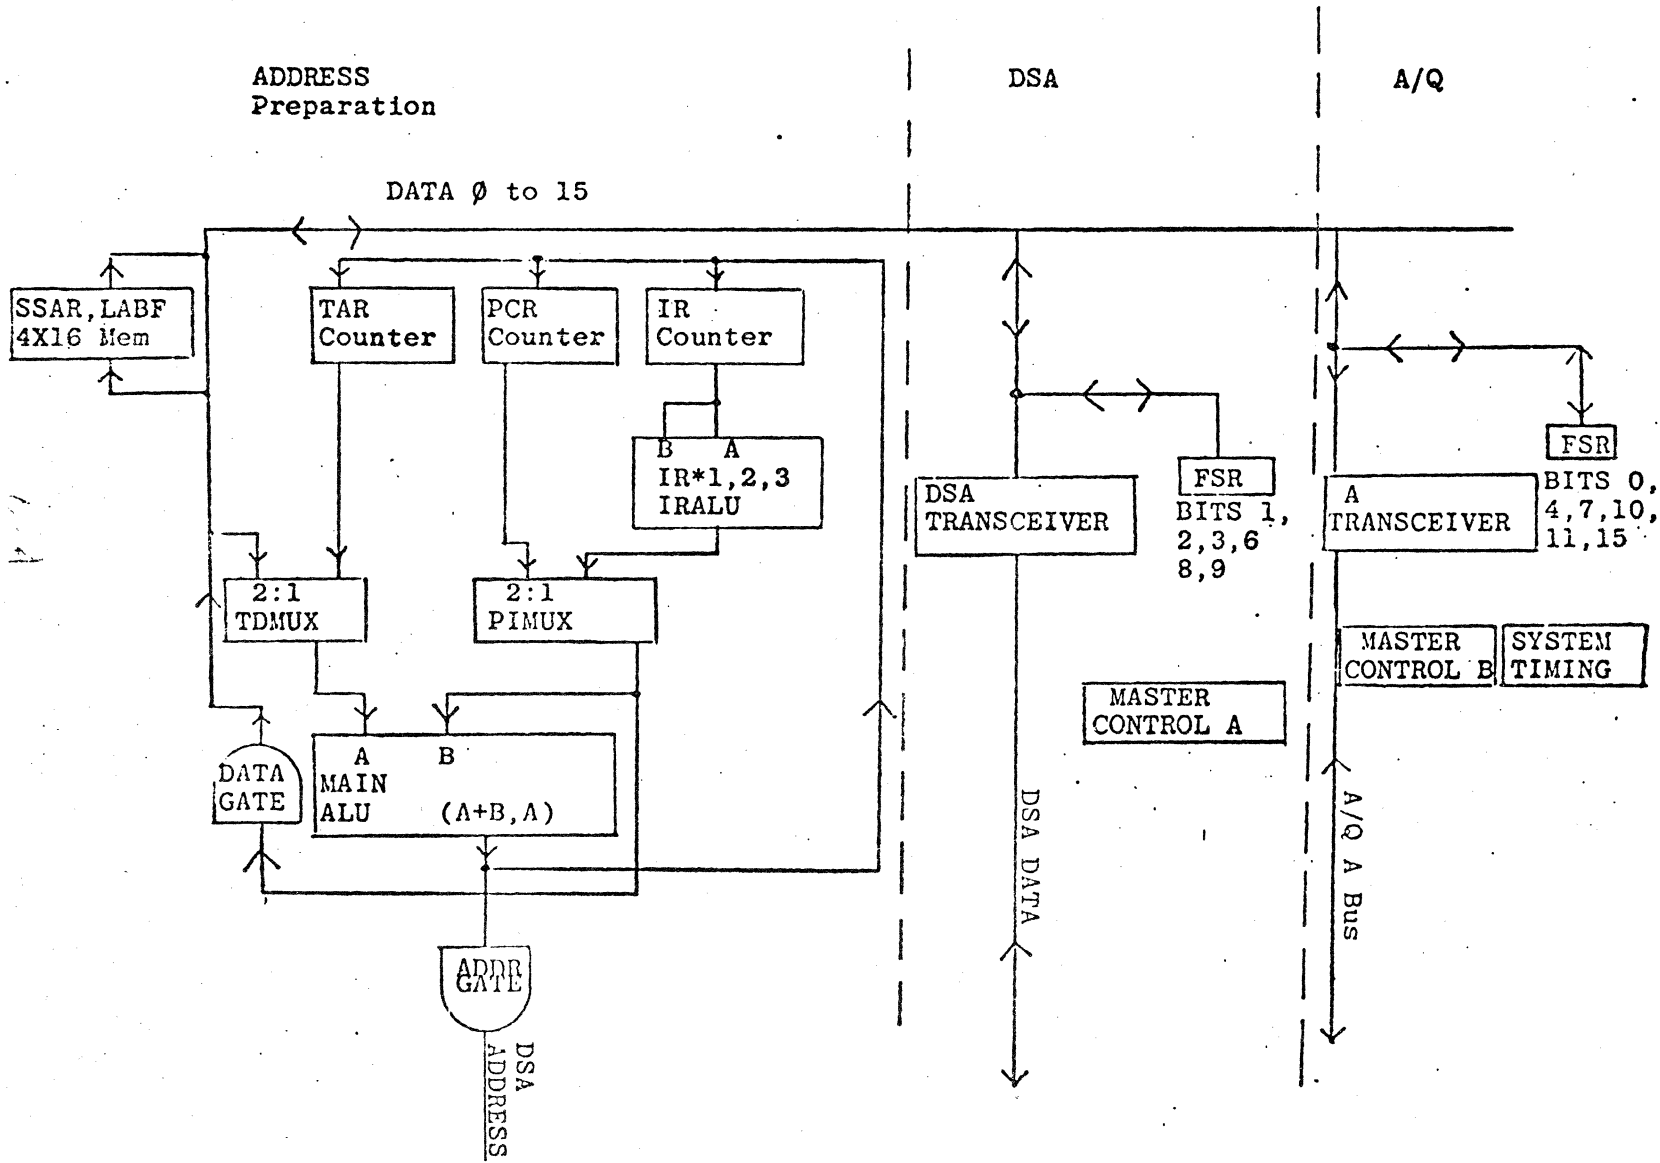 ADDRESS
Preparation
DSA
A/Q
DATA Ø to 15
SSAR,LABF
4X16 Mem
TAR
Counter
PCR
Counter
IR
Counter
B A
IR*1,2,3
IRALU
FSR
BITS 1,
2,3,6
8,9
FSR
BITS 0,
4,7,10,
11,15
DSA
TRANSCEIVER
A
TRANSCEIVER
2:1
TDMUX
2:1
PIMUX
MASTER
CONTROL B
SYSTEM
TIMING
MASTER
CONTROL A
DATA
GATE
A B
MAIN
ALU (A+B,A)
DSA DATA
A/Q A Bus
ADDR
GATE
DSA
ADDRESS